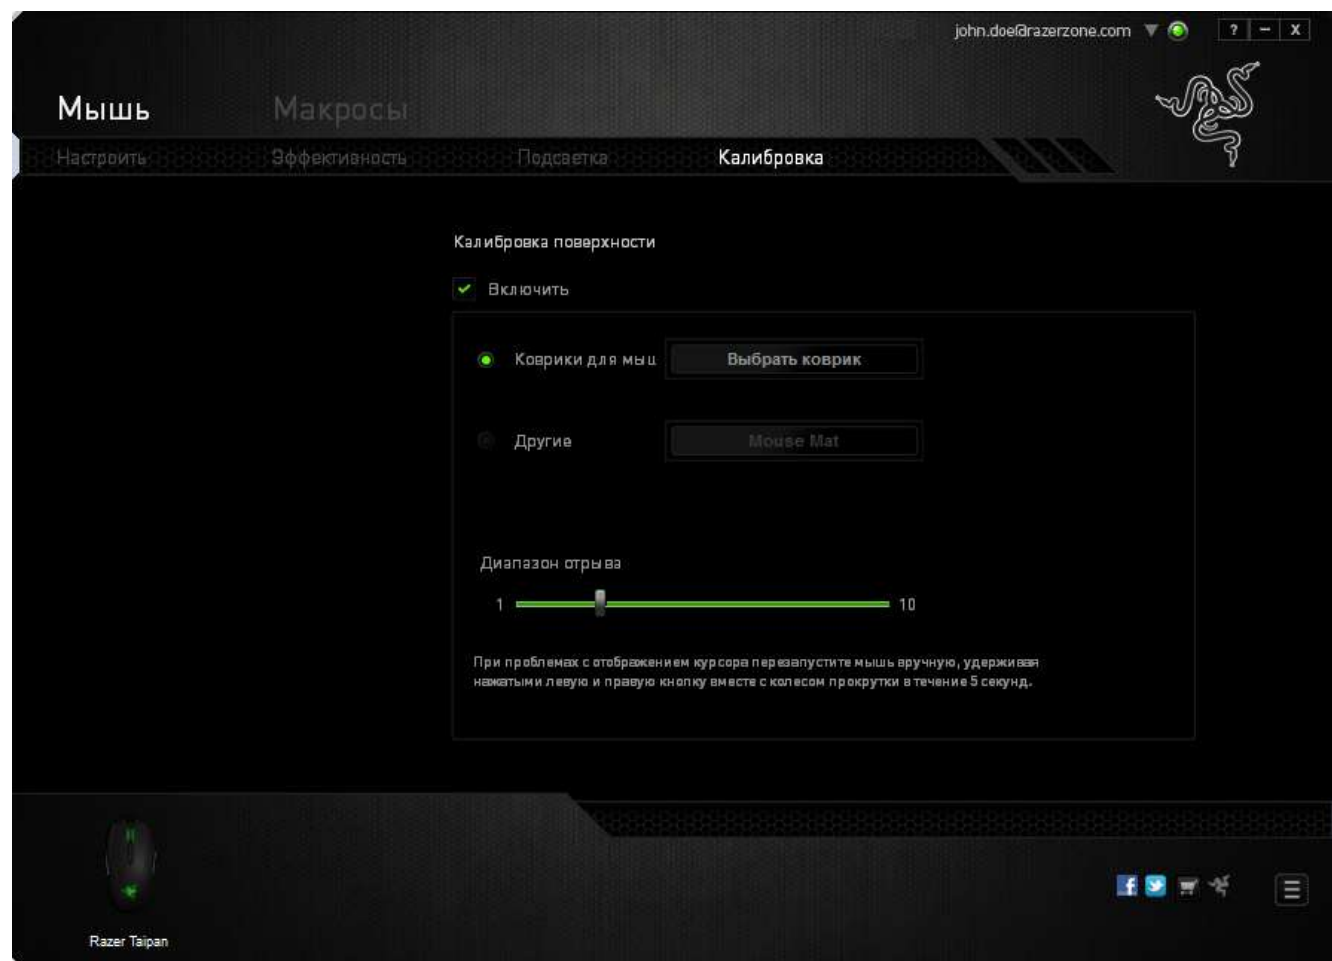 john.doe@razerzone.com
? – X
Мышь Макросы
Настроить Эффективность Подсветка Калибровка
Калибровка поверхности
Включить
Коврики для мыш Выбрать коврик
Другие Mouse Mat
Диапазон отрыва
1 10
При проблемах с отображением курсора перезапустите мышь вручную, удерживая
нажатыми левую и правую кнопку вместе с колесом прокрутки в течение 5 секунд.
Razer Taipan